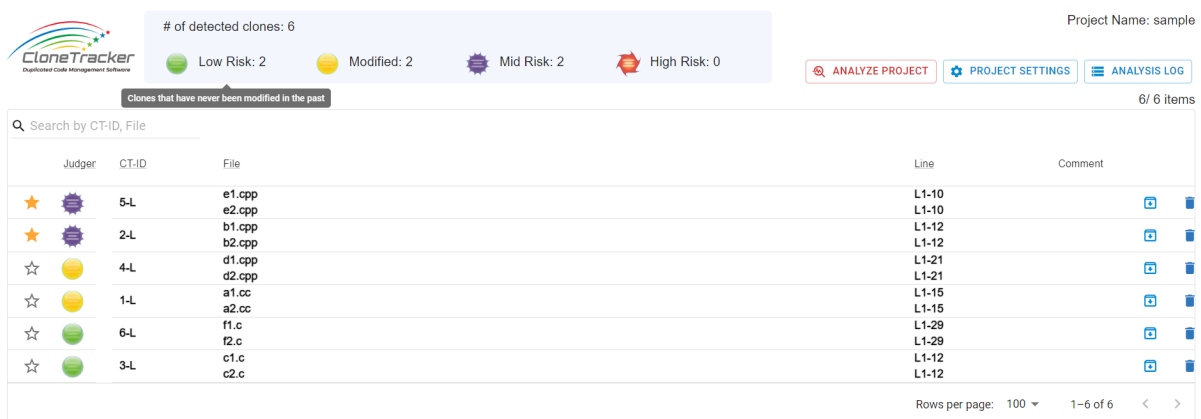 CloneTracker
Duplicated Code Management Software
# of detected clones: 6
Low Risk: 2 Modified: 2 Mid Risk: 2 High Risk: 0
Clones that have never been modified in the past
Project Name: sample
ANALYZE PROJECT PROJECT SETTINGS ANALYSIS LOG
6/ 6 items
Search by CT-ID, File
Judger CT-ID File Line Comment
5-L e1.cpp L1-10
e2.cpp L1-10
2-L b1.cpp L1-12
b2.cpp L1-12
4-L d1.cpp L1-21
d2.cpp L1-21
1-L a1.cc L1-15
a2.cc L1-15
6-L f1.c L1-29
f2.c L1-29
3-L c1.c L1-12
c2.c L1-12
Rows per page: 100 1–6 of 6